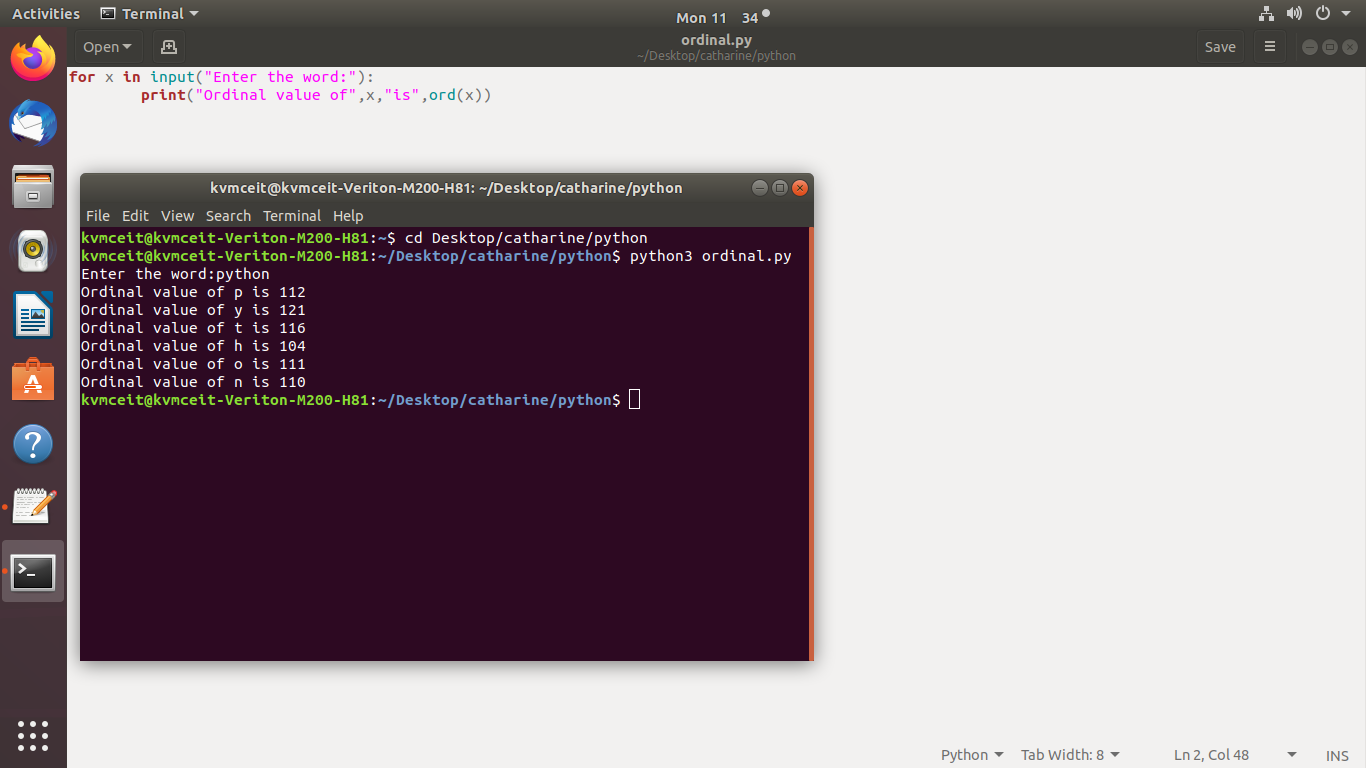 Activities Terminal Mon 11 34
Open ordinal.py Save
~/Desktop/catharine/python
for x in input("Enter the word:"):
        print("Ordinal value of",x,"is",ord(x))
kvmceit@kvmceit-Veriton-M200-H81: ~/Desktop/catharine/python
File Edit View Search Terminal Help
kvmceit@kvmceit-Veriton-M200-H81:~$ cd Desktop/catharine/python
kvmceit@kvmceit-Veriton-M200-H81:~/Desktop/catharine/python$ python3 ordinal.py
Enter the word:python
Ordinal value of p is 112
Ordinal value of y is 121
Ordinal value of t is 116
Ordinal value of h is 104
Ordinal value of o is 111
Ordinal value of n is 110
kvmceit@kvmceit-Veriton-M200-H81:~/Desktop/catharine/python$
Python Tab Width: 8 Ln 2, Col 48 INS